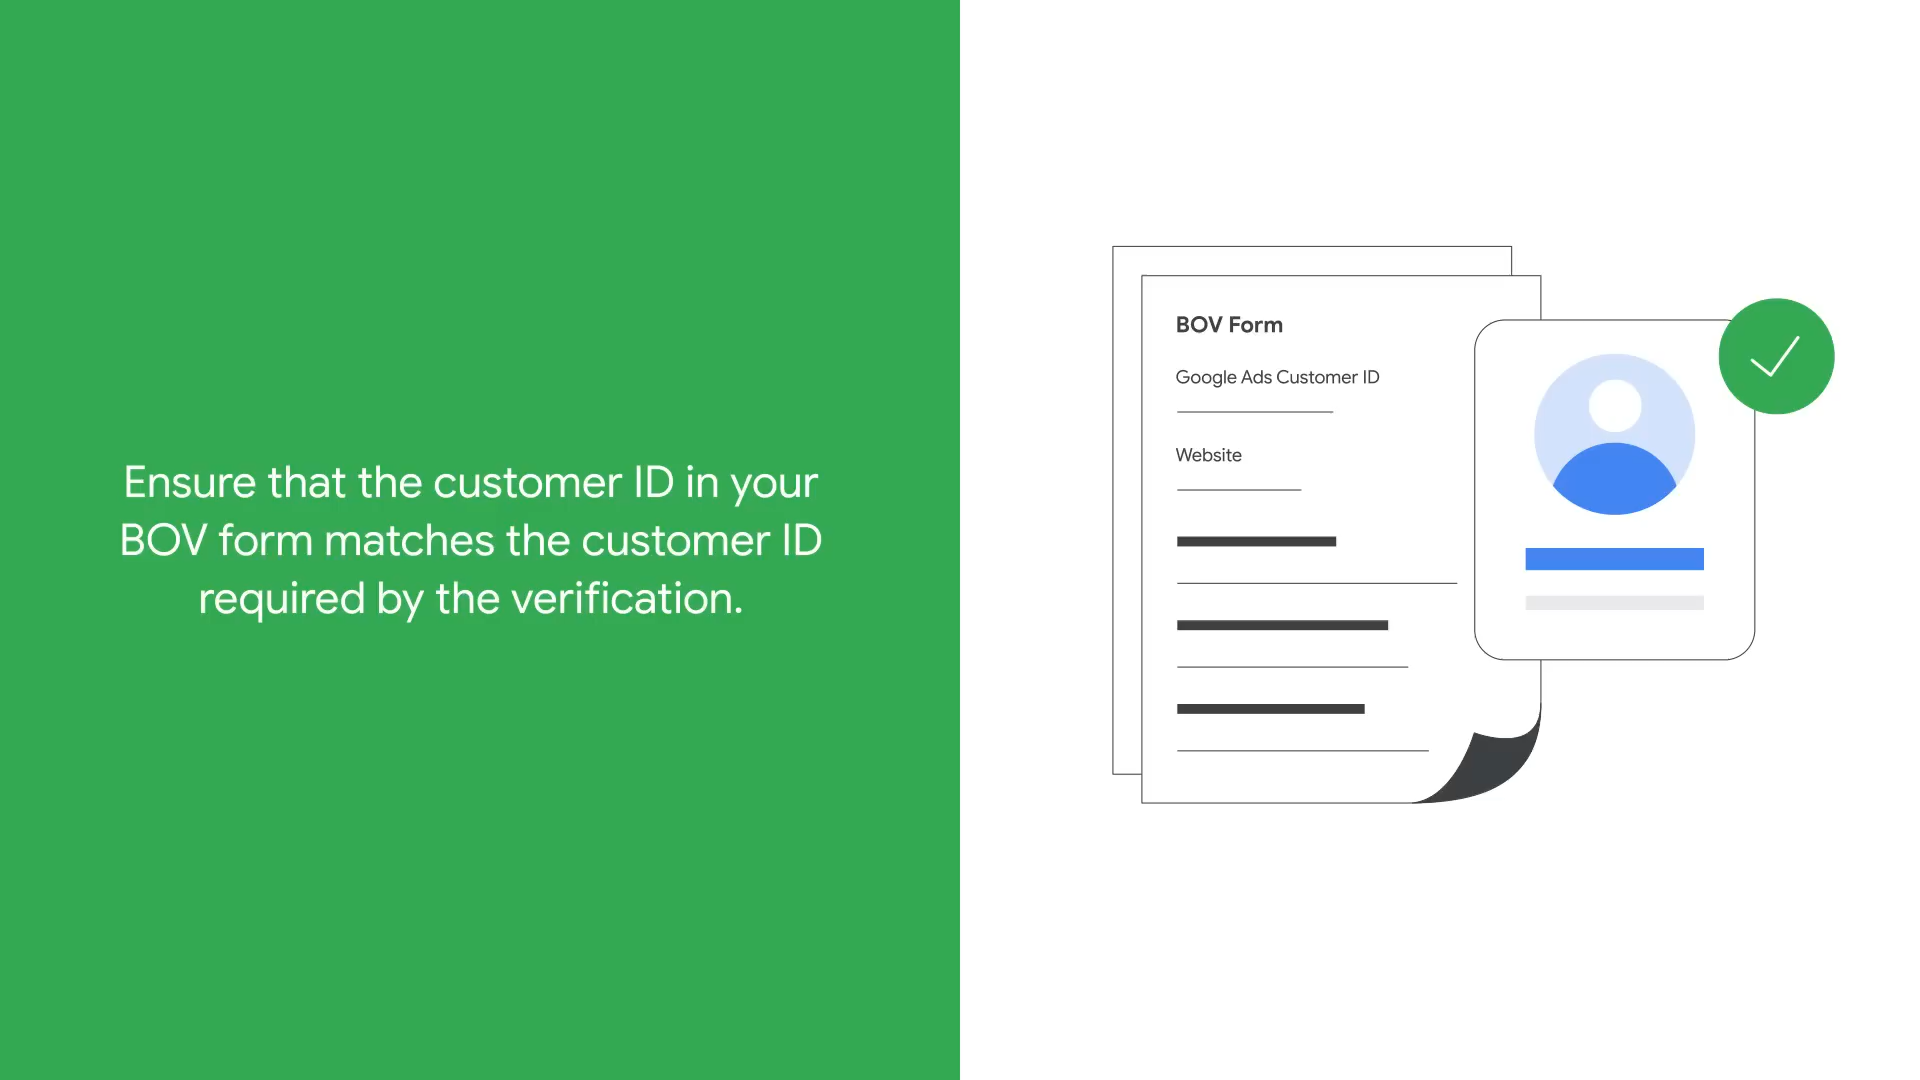 Ensure that the customer ID in your
BOV form matches the customer ID
required by the verification.
BOV Form
Google Ads Customer ID
Website